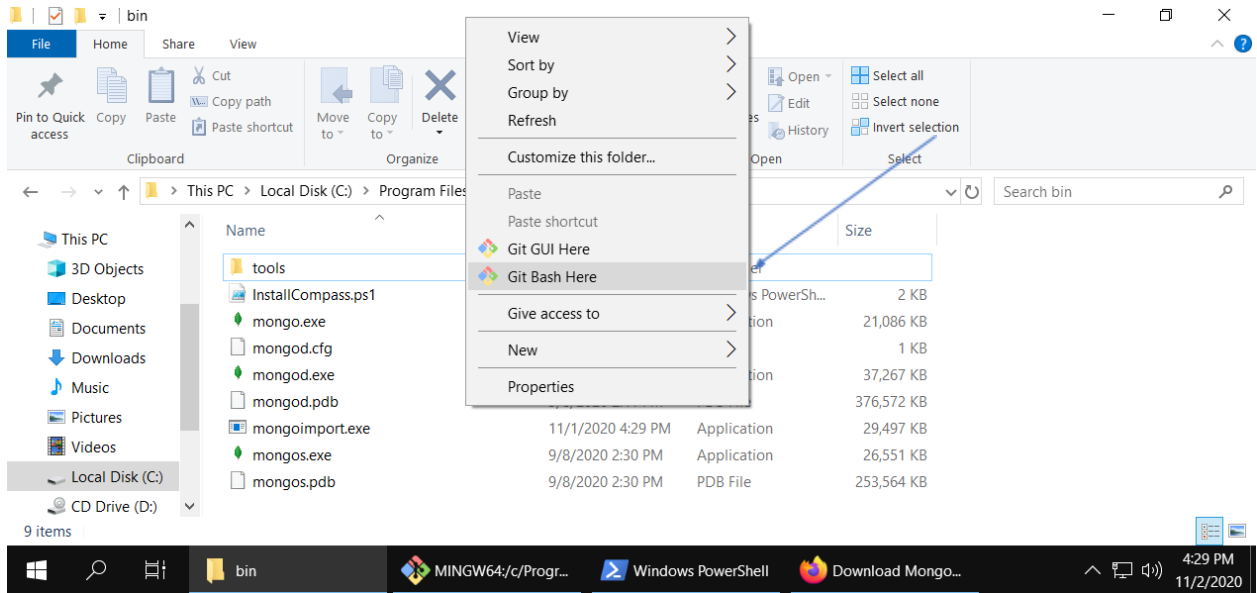 bin
File Home Share View
Pin to Quick access
Copy
Paste
Cut
Copy path
Paste shortcut
Clipboard
Move to
Copy to
Delete
Organize
Open
Edit
History
Open
Select all
Select none
Invert selection
Select
This PC > Local Disk (C:) > Program Files
Search bin
This PC
3D Objects
Desktop
Documents
Downloads
Music
Pictures
Videos
Local Disk (C:)
CD Drive (D:)
Name Size
tools
InstallCompass.ps1 2 KB
mongo.exe 21,086 KB
mongod.cfg 1 KB
mongod.exe 37,267 KB
mongod.pdb 376,572 KB
mongoimport.exe 11/1/2020 4:29 PM Application 29,497 KB
mongos.exe 9/8/2020 2:30 PM Application 26,551 KB
mongos.pdb 9/8/2020 2:30 PM PDB File 253,564 KB
View
Sort by
Group by
Refresh
Customize this folder...
Paste
Paste shortcut
Git GUI Here
Git Bash Here
Give access to
New
Properties
9 items
bin
MINGW64:/c/Progr...
Windows PowerShell
Download Mongo...
4:29 PM
11/2/2020